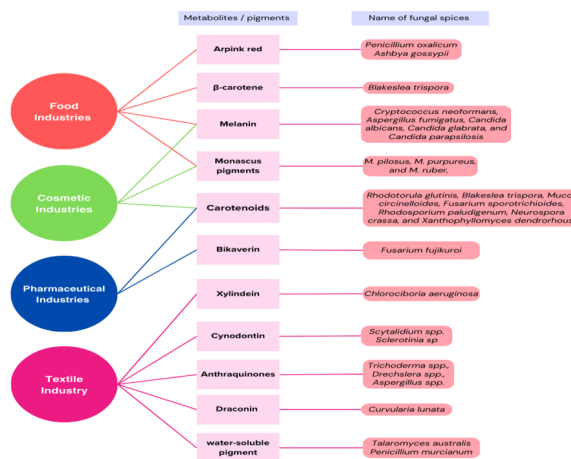 Metabolites / pigments
Name of fungal spices
Food
Industries
Cosmetic
Industries
Pharmaceutical
Industries
Textile
Industry
Arpink red
β-carotene
Melanin
Monascus
pigments
Carotenoids
Bikaverin
Xylindein
Cynodontin
Anthraquinones
Draconin
water-soluble
pigment
Penicillium oxalicum
Ashbya gossypii
Blakeslea trispora
Cryptococcus neoformans,
Aspergillus fumigatus, Candida
albicans, Candida glabrata, and
Candida parapsilosis
M. pilosus, M. purpureus,
and M. ruber,
Rhodotorula glutinis, Blakeslea trispora, Muco
circinelloides, Fusarium sporotrichioides,
Rhodosporium paludigenum, Neurospora
crassa, and Xanthophyllomyces dendrorhous
Fusarium fujikuroi
Chlorociboria aeruginosa
Scytalidium spp.
Sclerotinia sp
Trichoderma spp.,
Drechslera spp.,
Aspergillus spp.
Curvularia lunata
Talaromyces australis
Penicillium murcianum